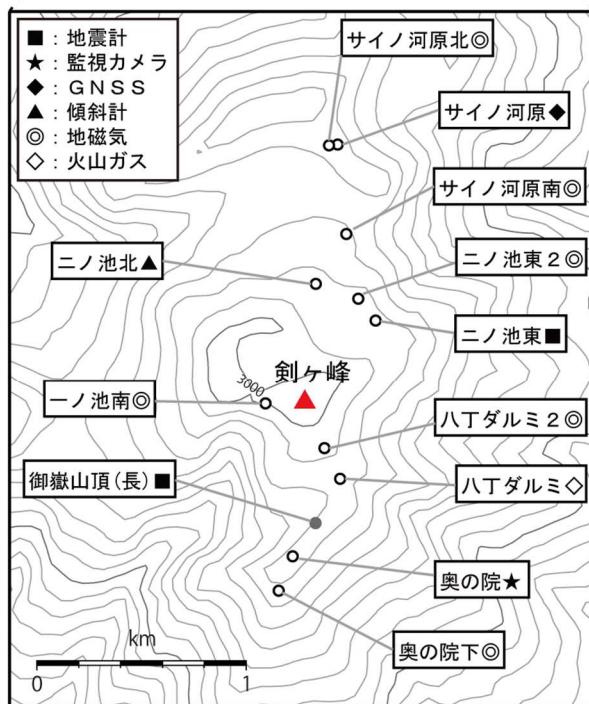 ■：地震計
★：監視カメラ
◆：ＧＮＳＳ
▲：傾斜計
◎：地磁気
◇：火山ガス
サイノ河原北◎
サイノ河原◆
サイノ河原南◎
二ノ池北▲
二ノ池東２◎
二ノ池東■
剣ヶ峰
3000
一ノ池南◎
八丁ダルミ２◎
御嶽山頂(長)■
八丁ダルミ◇
奥の院★
奥の院下◎
km
0 1